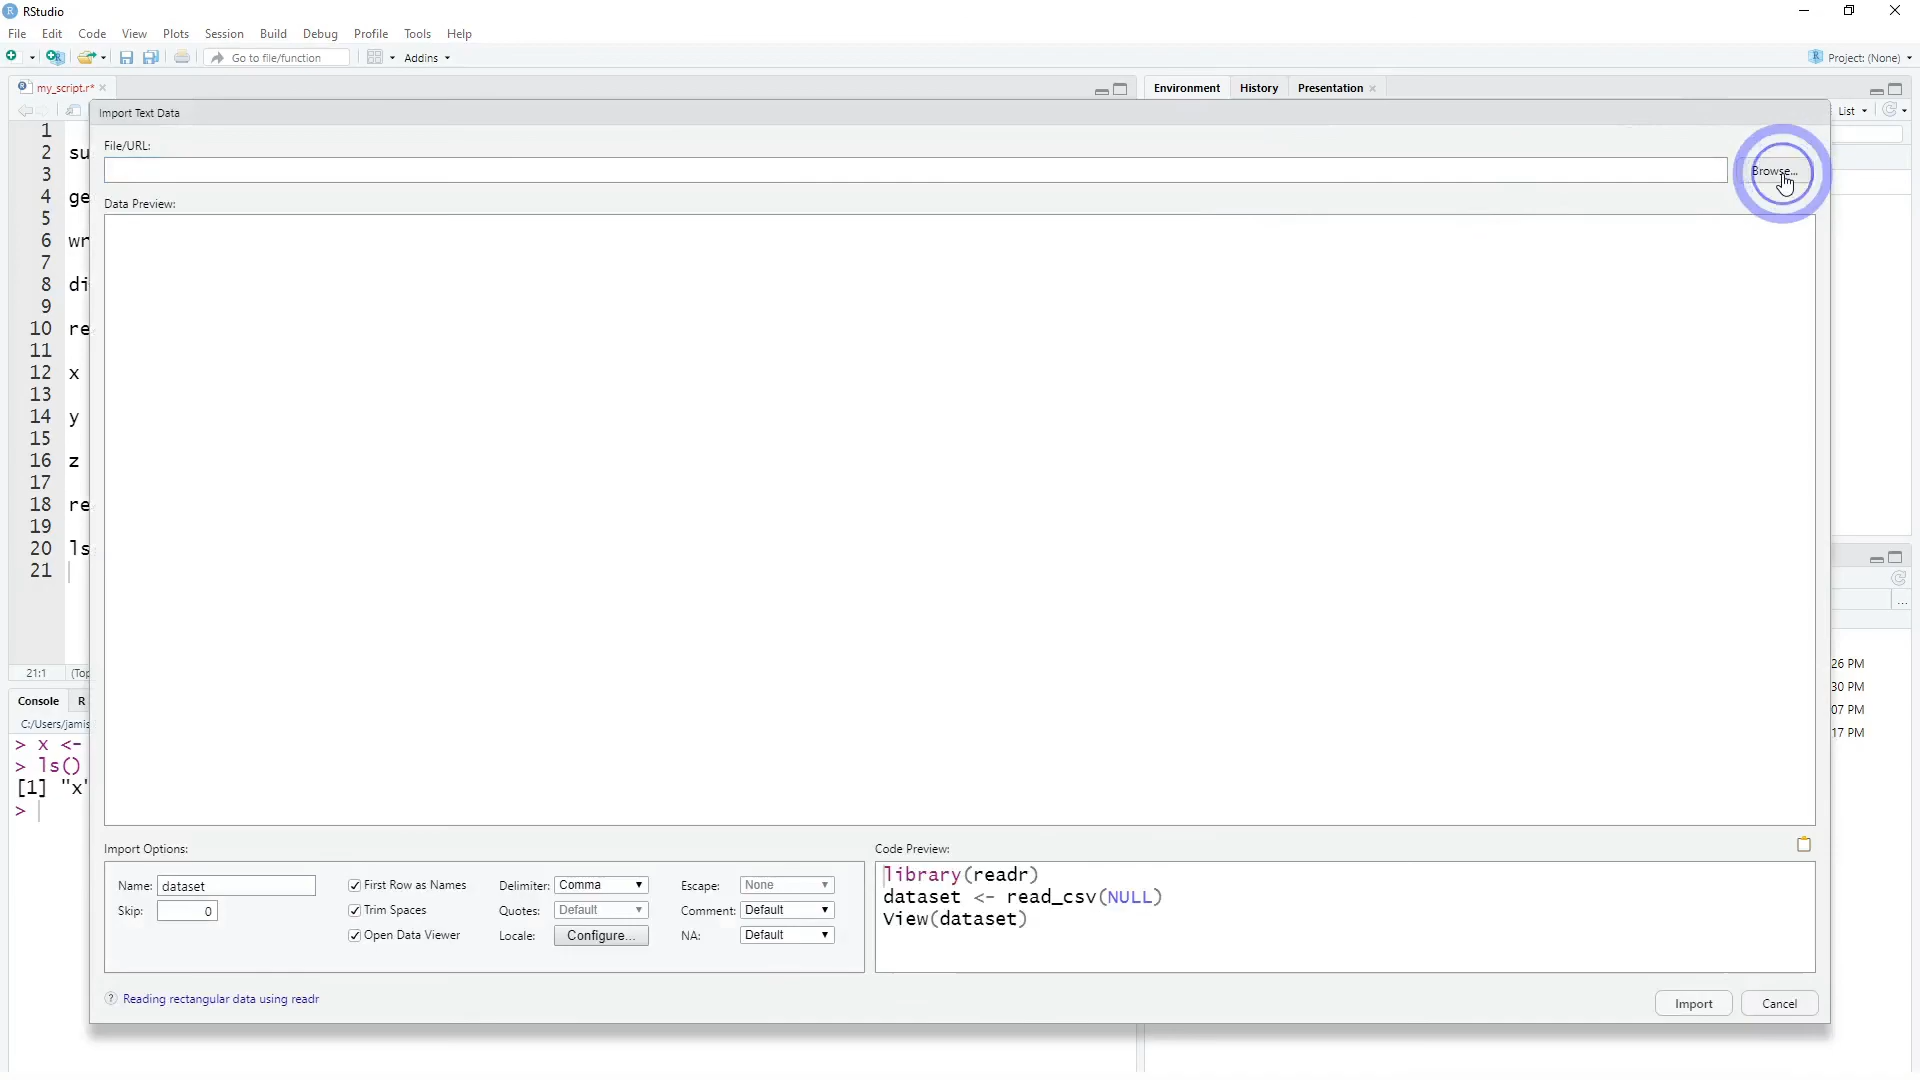 RStudio
File Edit Code View Plots Session Build Debug Profile Tools Help
Go to file/function Addins Project: (None)
my_script.r* Environment History Presentation
List
Import Text Data
File/URL:
Browse...
Data Preview:
1
2 su
3
4 ge
5
6 wr
7
8 di
9
10 re
11
12 x
13
14 y
15
16 z
17
18 re
19
20 ls
21
...
21:1 (Top
26 PM
30 PM
07 PM
17 PM
Console R
C:/Users/jamis
> x <-
> ls()
[1] "x"
>
Import Options:
Name: dataset
Skip: 0
First Row as Names
Trim Spaces
Open Data Viewer
Delimiter: Comma
Quotes: Default
Locale: Configure...
Escape: None
Comment: Default
NA: Default
Code Preview:
library(readr)
dataset <- read_csv(NULL)
View(dataset)
? Reading rectangular data using readr
Import Cancel